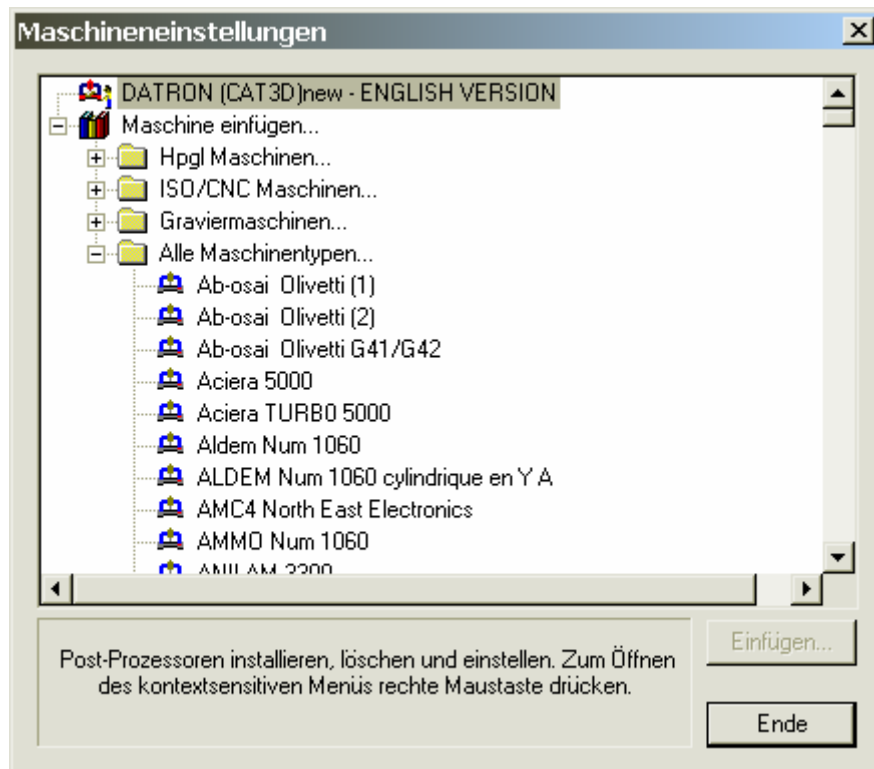 Maschineneinstellungen
DATRON (CAT3D)new - ENGLISH VERSION
Maschine einfügen...
Hpgl Maschinen...
ISO/CNC Maschinen...
Graviermaschinen...
Alle Maschinentypen...
Ab-osai Olivetti (1)
Ab-osai Olivetti (2)
Ab-osai Olivetti G41/G42
Aciera 5000
Aciera TURBO 5000
Aldem Num 1060
ALDEM Num 1060 cylindrique en Y A
AMC4 North East Electronics
AMMO Num 1060
Post-Prozessoren installieren, löschen und einstellen. Zum Öffnen
des kontextsensitiven Menüs rechte Maustaste drücken.
Einfügen...
Ende